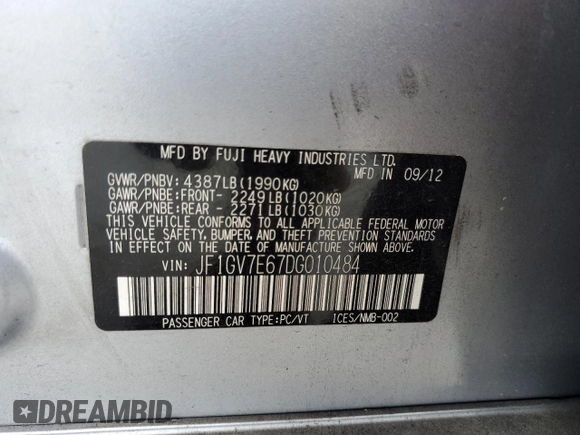 MFD BY FUJI HEAVY INDUSTRIES LTD.
MFD IN 09/12
GVWR/PNBV: 4387LB(1990KG)
GAWR/PNBE:FRONT- 2249LB(1020KG)
GAWR/PNBE:REAR - 2271LB(1030KG)
THIS VEHICLE CONFORMS TO ALL APPLICABLE FEDERAL MOTOR
VEHICLE SAFETY, BUMPER, AND THEFT PREVENTION STANDARDS
IN EFFECT ON THE DATE OF MANUFACTURE SHOWN ABOVE.
VIN: JF1GV7E67DG010484
PASSENGER CAR TYPE:PC/VT ICES/NMB-002
DREAMBID